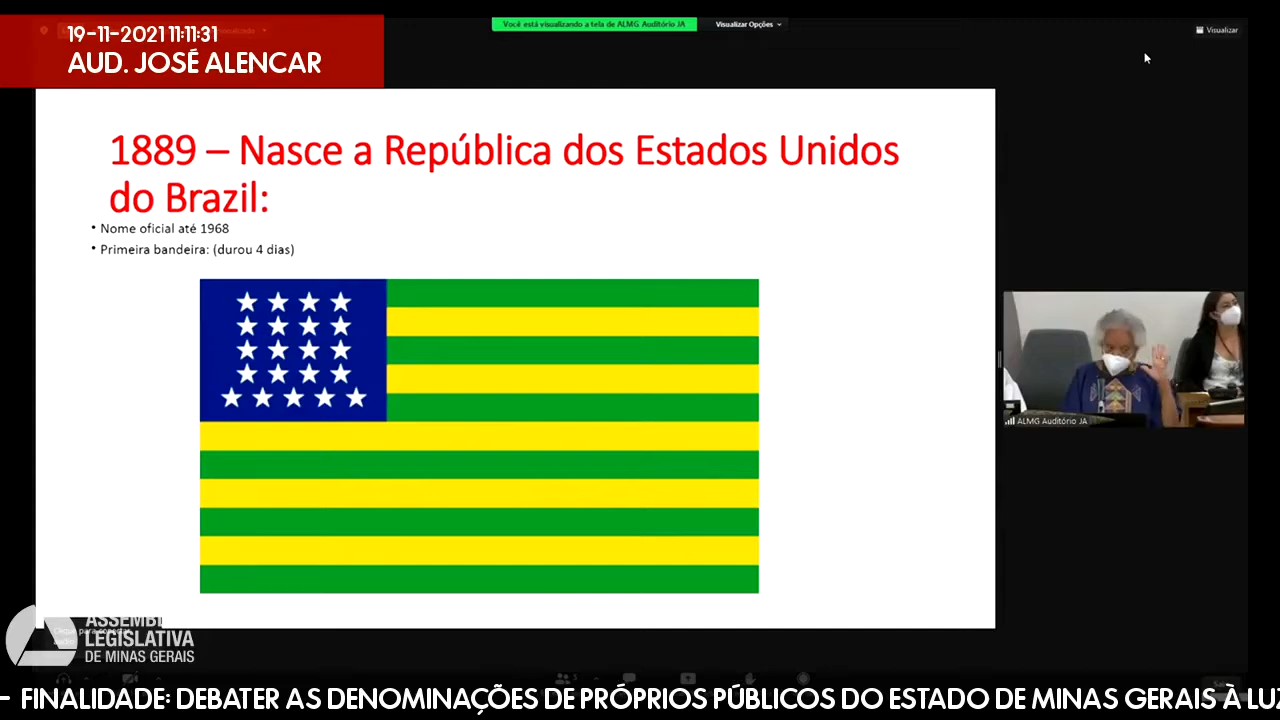 19-11-2021 11:11:31
AUD. JOSÉ ALENCAR
Você está visualizando a tela de ALMG Auditório JA
Visualizar Opções
Visualizar
1889 – Nasce a República dos Estados Unidos
do Brazil:
• Nome oficial até 1968
• Primeira bandeira: (durou 4 dias)
ALMG Auditório JA
ASSEMBL
LEGISLATIVA
DE MINAS GERAIS
- FINALIDADE: DEBATER AS DENOMINAÇÕES DE PRÓPRIOS PÚBLICOS DO ESTADO DE MINAS GERAIS À LUZ